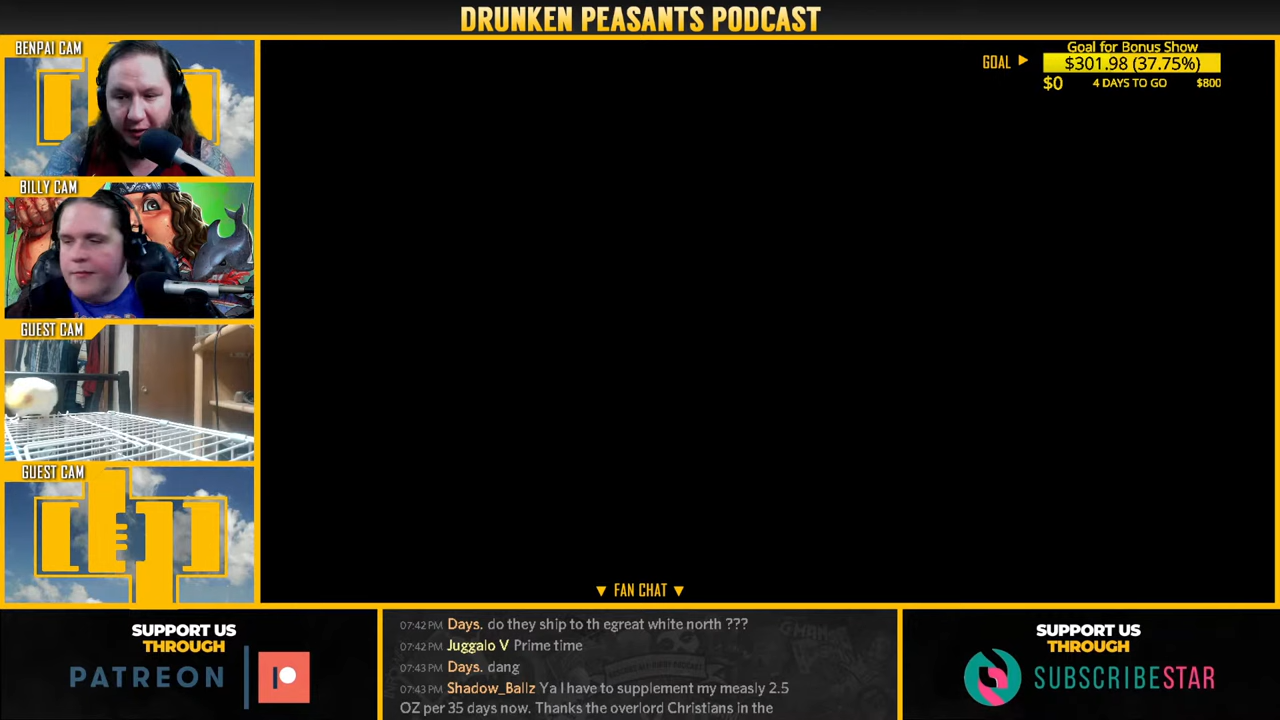 DRUNKEN PEASANTS PODCAST
BENPAI CAM
GOAL ▶
Goal for Bonus Show
$301.98 (37.75%)
$0 4 DAYS TO GO $800
BILLY CAM
GUEST CAM
GUEST CAM
▼ FAN CHAT ▼
SUPPORT US
THROUGH
PATREON
07:42 PM Days. do they ship to th egreat white north ???
07:42 PM Juggalo V Prime time
07:43 PM Days. dang
07:43 PM Shadow_Ballz Ya I have to supplement my measly 2.5
OZ per 35 days now. Thanks the overlord Christians in the
SUPPORT US
THROUGH
SUBSCRIBESTAR